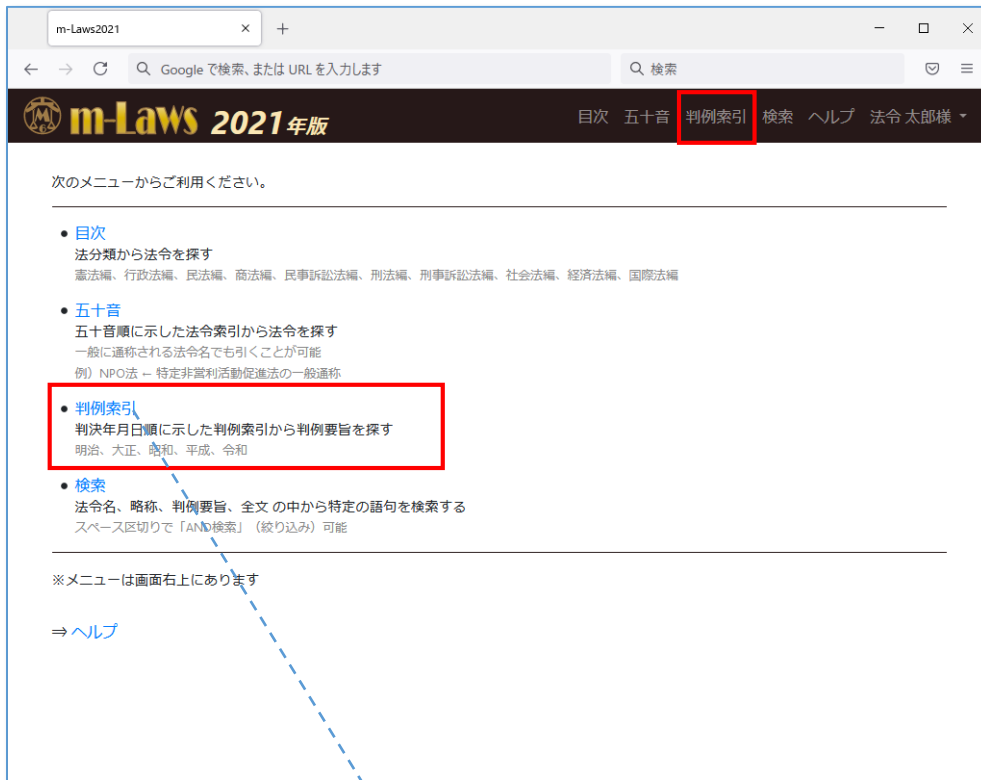 m-Laws2021
Google で検索、または URL を入力します
検索
m-Laws 2021年版
目次 五十音 判例索引 検索 ヘルプ 法令 太郎様
次のメニューからご利用ください。
目次
法分類から法令を探す
憲法編、行政法編、民法編、商法編、民事訴訟法編、刑法編、刑事訴訟法編、社会法編、経済法編、国際法編
五十音
五十音順に示した法令索引から法令を探す
一般に通称される法令名でも引くことが可能
例）NPO法 ← 特定非営利活動促進法の一般通称
判例索引
判決年月日順に示した判例索引から判例要旨を探す
明治、大正、昭和、平成、令和
検索
法令名、略称、判例要旨、全文 の中から特定の語句を検索する
スペース区切りで「AND検索」（絞り込み）可能
※メニューは画面右上にあります
⇒ ヘルプ